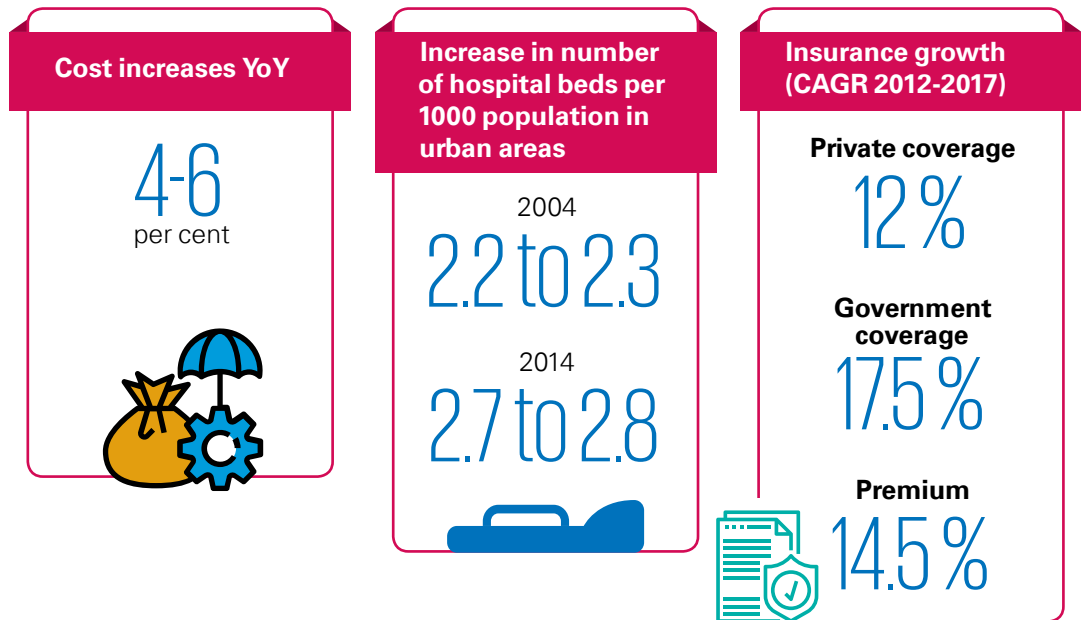 Cost increases YoY
4-6
per cent
Increase in number
of hospital beds per
1000 population in
urban areas
2004
2.2 to 2.3
2014
2.7 to 2.8
Insurance growth
(CAGR 2012-2017)
Private coverage
12 %
Government
coverage
17.5 %
Premium
14.5 %